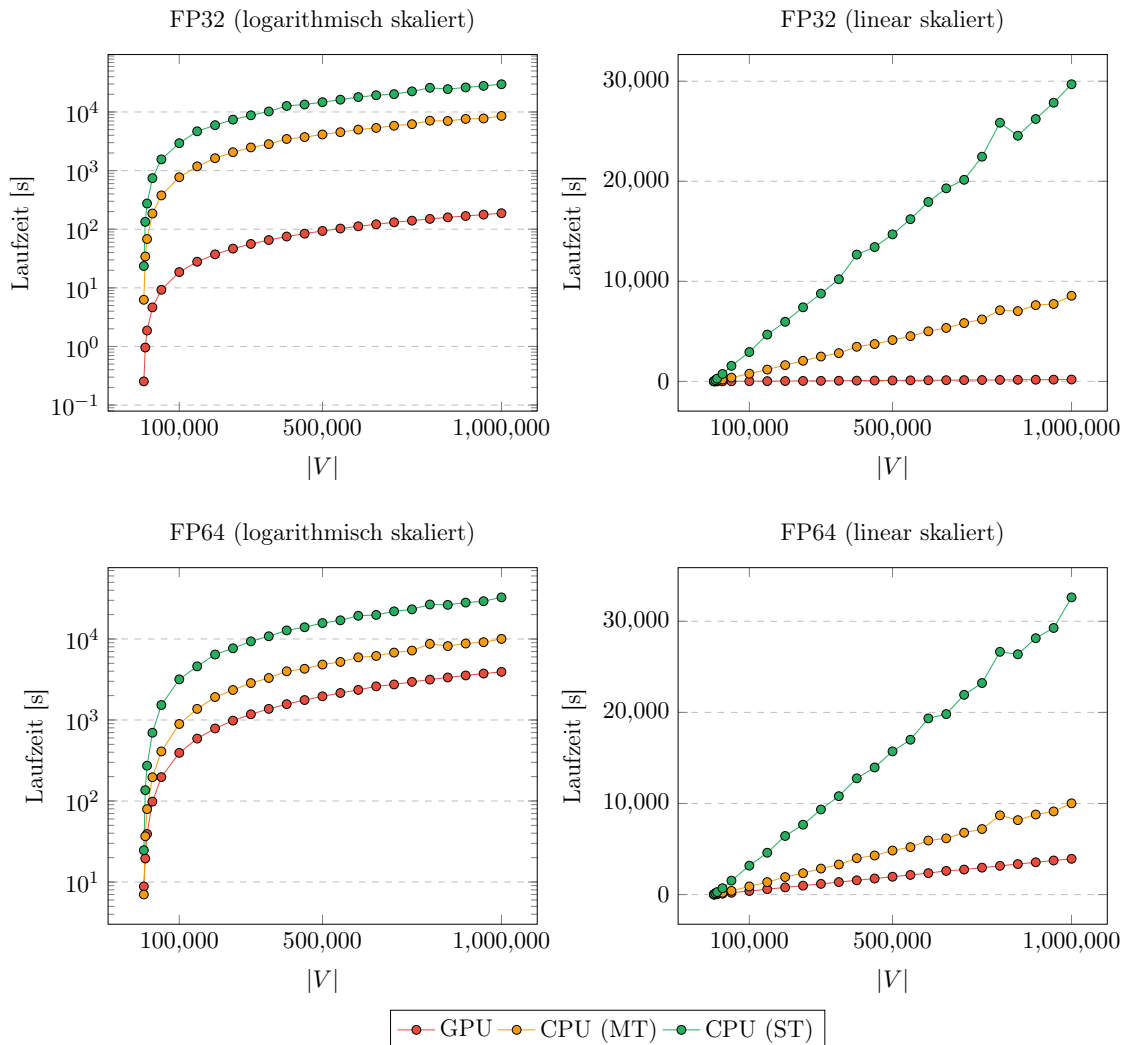 FP32 (logarithmisch skaliert)
10^4
10^3
10^2
10^1
10^0
10^−1
Laufzeit [s]
100,000 500,000 1,000,000
|V|
FP32 (linear skaliert)
30,000
20,000
10,000
0
Laufzeit [s]
100,000 500,000 1,000,000
|V|
FP64 (logarithmisch skaliert)
10^4
10^3
10^2
10^1
Laufzeit [s]
100,000 500,000 1,000,000
|V|
FP64 (linear skaliert)
30,000
20,000
10,000
0
Laufzeit [s]
100,000 500,000 1,000,000
|V|
GPU CPU (MT) CPU (ST)